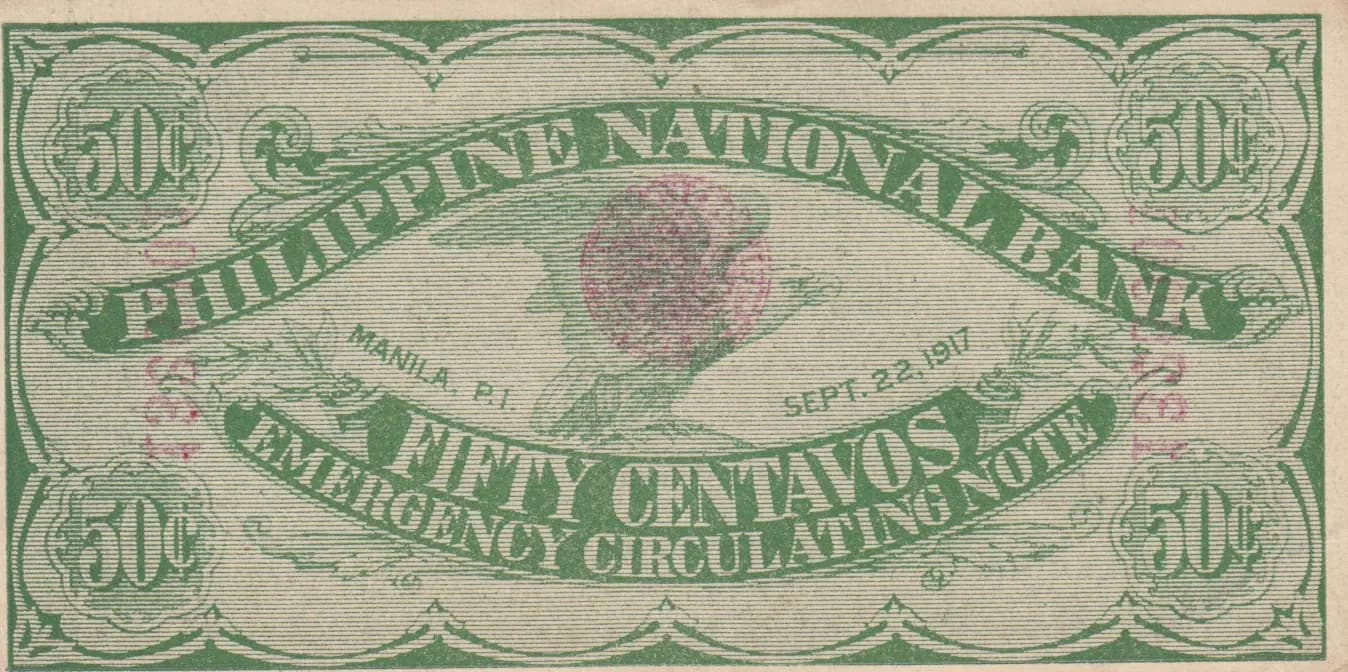 50¢ 50¢
PHILIPPINE NATIONAL BANK
MANILA, P.I. SEPT. 22, 1917
FIFTY CENTAVOS
EMERGENCY CIRCULATING NOTE
50¢ 50¢